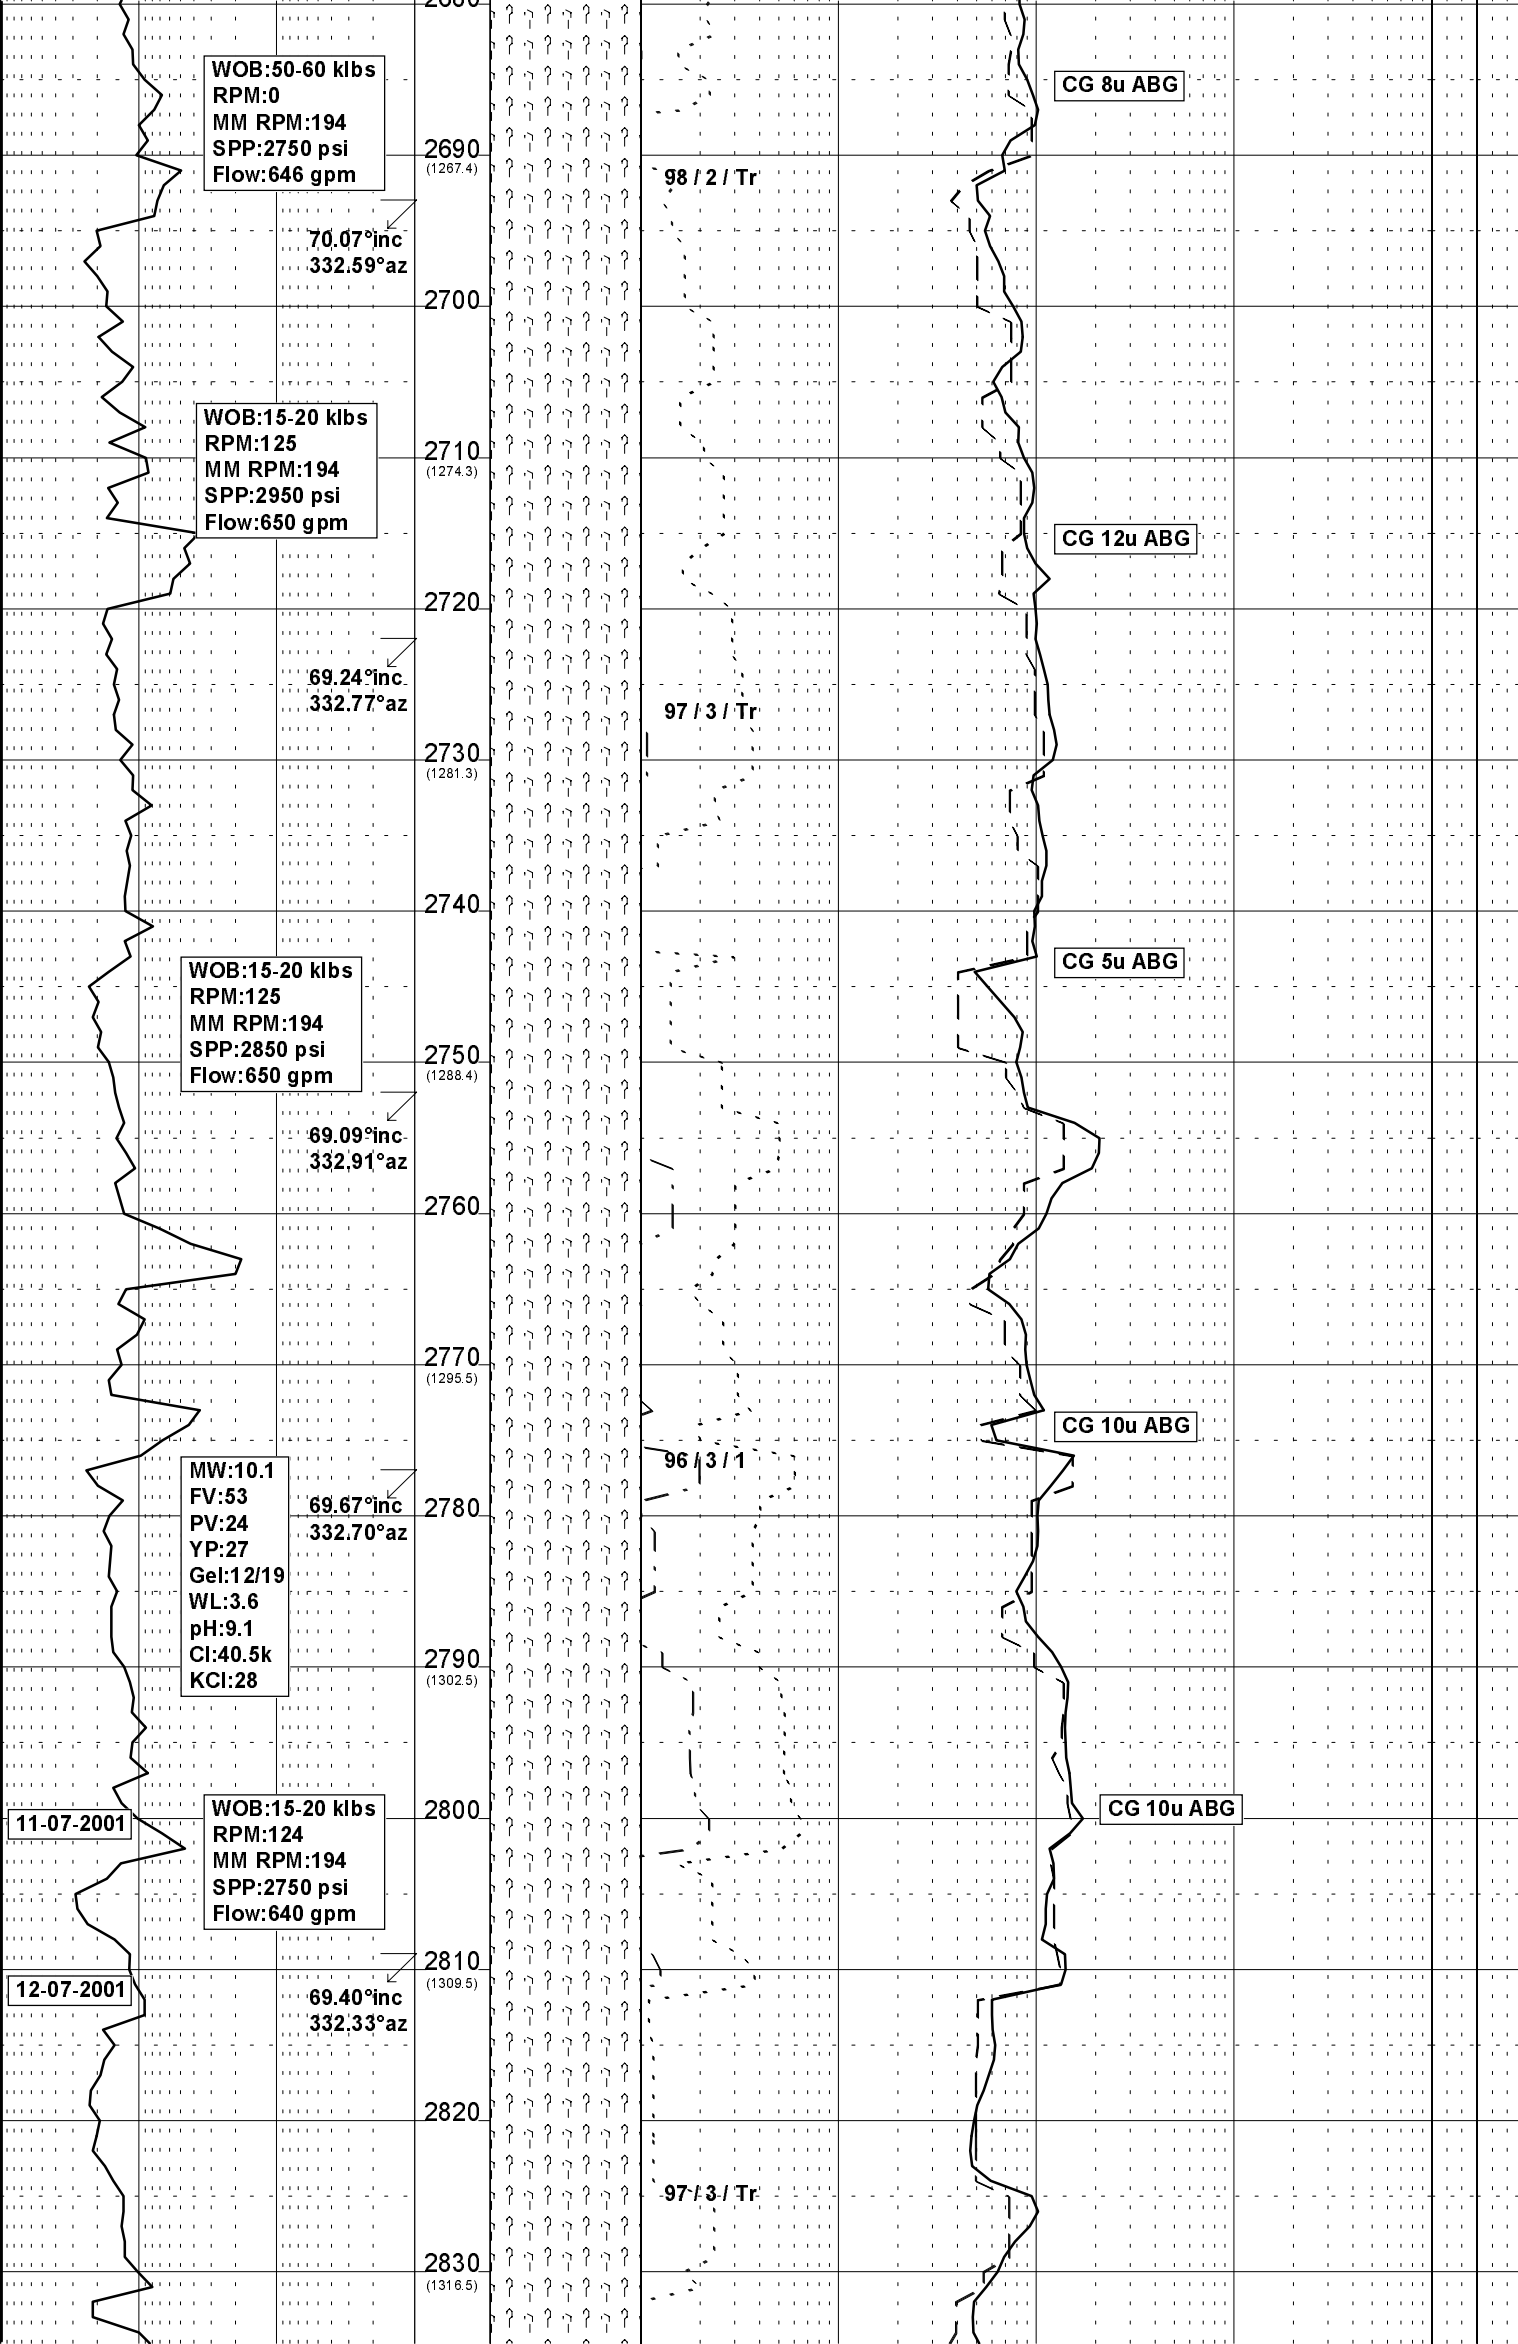 2680
WOB:50-60 klbs
RPM:0
MM RPM:194
SPP:2750 psi
Flow:646 gpm
CG 8u ABG
2690
(1267.4)
98 / 2 / Tr
70.07°inc
332.59°az
2700
WOB:15-20 klbs
RPM:125
MM RPM:194
SPP:2950 psi
Flow:650 gpm
2710
(1274.3)
CG 12u ABG
2720
69.24°inc
332.77°az
97 / 3 / Tr
2730
(1281.3)
2740
WOB:15-20 klbs
RPM:125
MM RPM:194
SPP:2850 psi
Flow:650 gpm
CG 5u ABG
2750
(1288.4)
69.09°inc
332.91°az
2760
2770
(1295.5)
CG 10u ABG
96 / 3 / 1
MW:10.1
FV:53
PV:24
YP:27
Gel:12/19
WL:3.6
pH:9.1
Cl:40.5k
KCl:28
69.67°inc
332.70°az
2780
2790
(1302.5)
2800
11-07-2001
WOB:15-20 klbs
RPM:124
MM RPM:194
SPP:2750 psi
Flow:640 gpm
CG 10u ABG
2810
(1309.5)
12-07-2001
69.40°inc
332.33°az
2820
97 / 3 / Tr
2830
(1316.5)